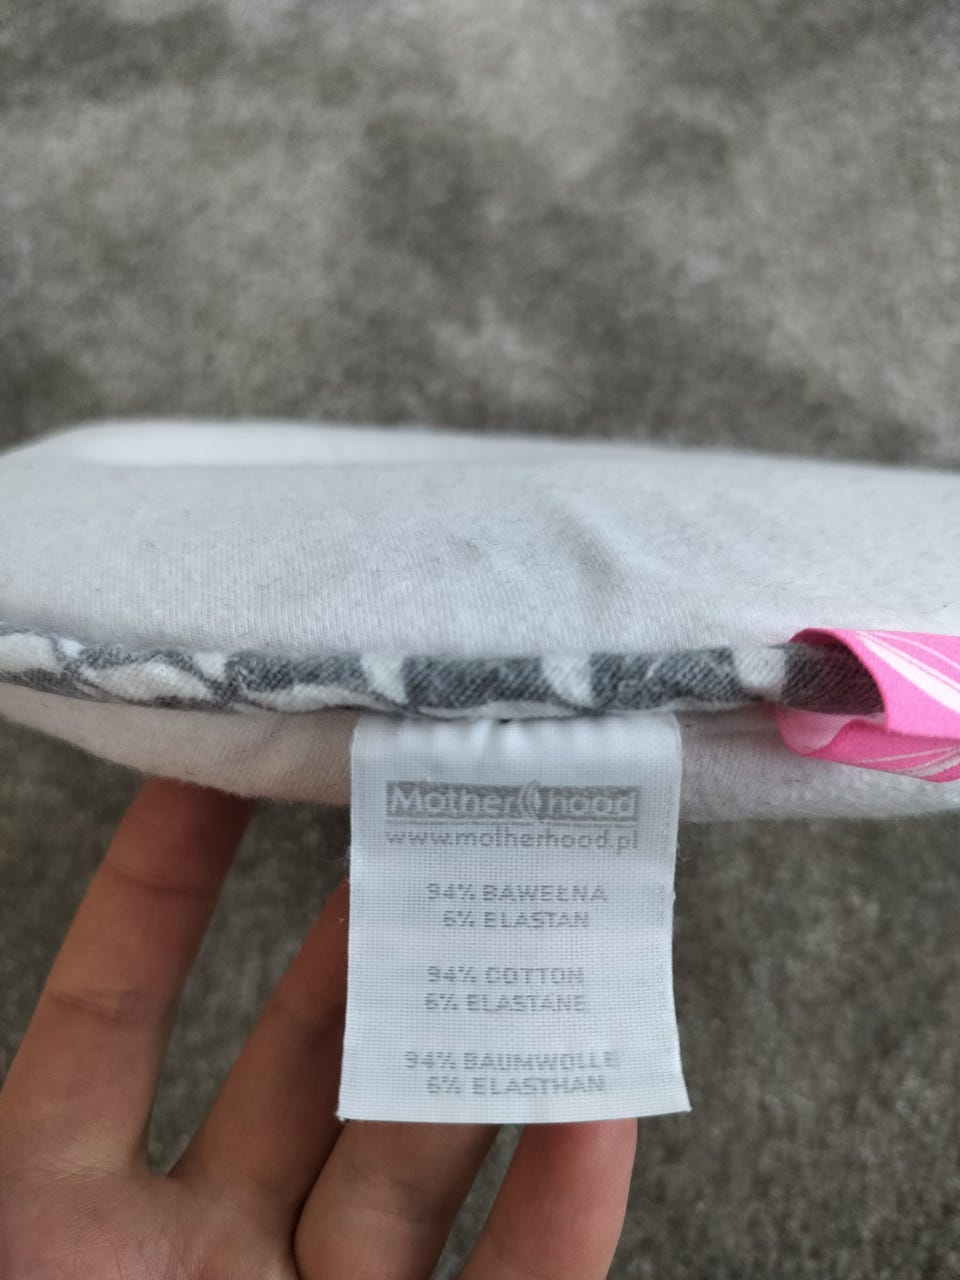 Motherhood
www.motherhood.pl
94% BAWEŁNA
6% ELASTAN
94% COTTON
6% ELASTANE
94% BAUMWOLLE
6% ELASTHAN